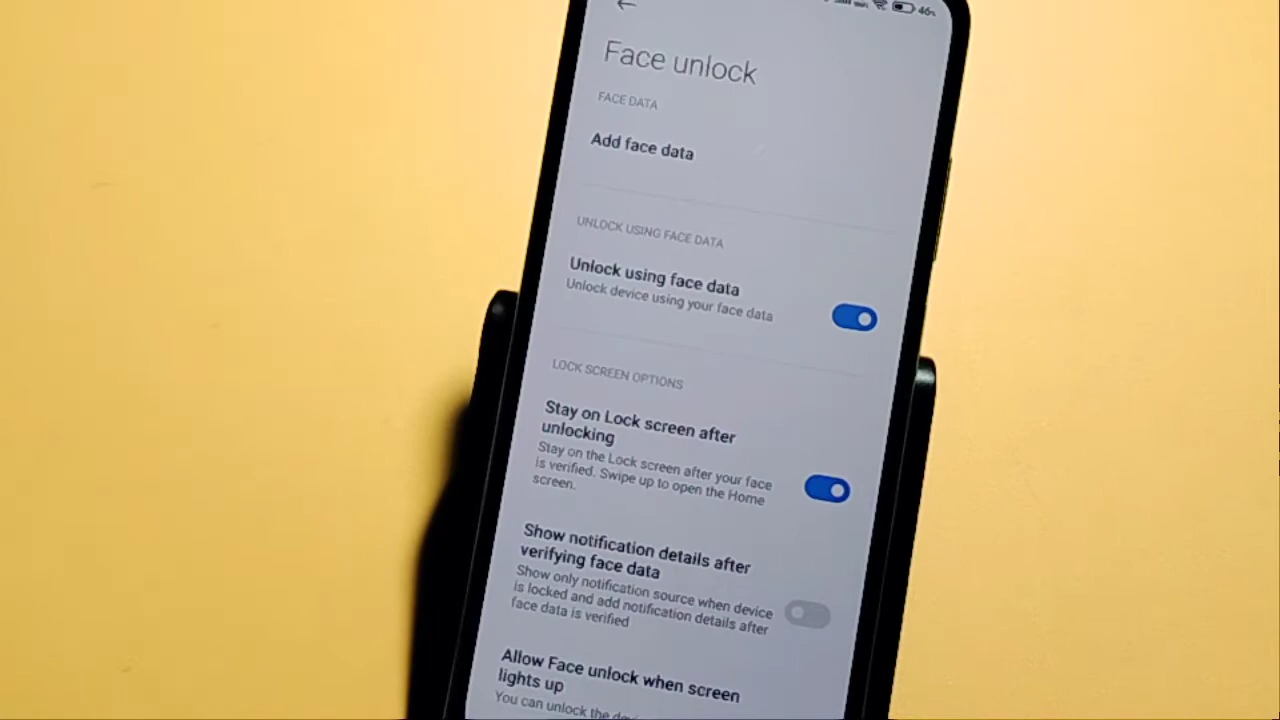 46%
Face unlock
FACE DATA
Add face data
UNLOCK USING FACE DATA
Unlock using face data
Unlock device using your face data
LOCK SCREEN OPTIONS
Stay on Lock screen after
unlocking
Stay on the Lock screen after your face
is verified. Swipe up to open the Home
screen.
Show notification details after
verifying face data
Show only notification source when device
is locked and add notification details after
face data is verified
Allow Face unlock when screen
lights up
You can unlock the